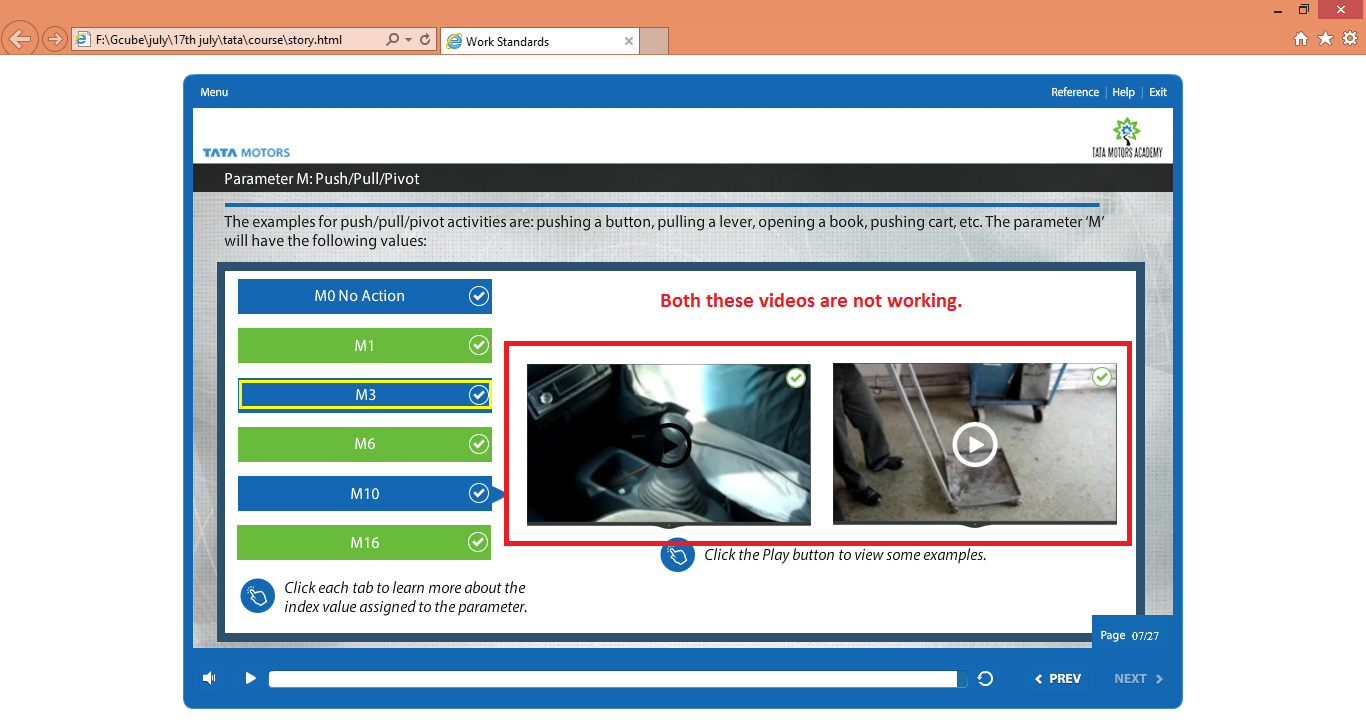 F:\Gcube\july\17th july\tata\course\story.html
Work Standards
Menu
Reference | Help | Exit
TATA MOTORS
TATA MOTORS ACADEMY
Parameter M: Push/Pull/Pivot
The examples for push/pull/pivot activities are: pushing a button, pulling a lever, opening a book, pushing cart, etc. The parameter ‘M’
will have the following values:
M0 No Action
M1
M3
M6
M10
M16
Click each tab to learn more about the
index value assigned to the parameter.
Both these videos are not working.
Click the Play button to view some examples.
Page 07/27
PREV
NEXT